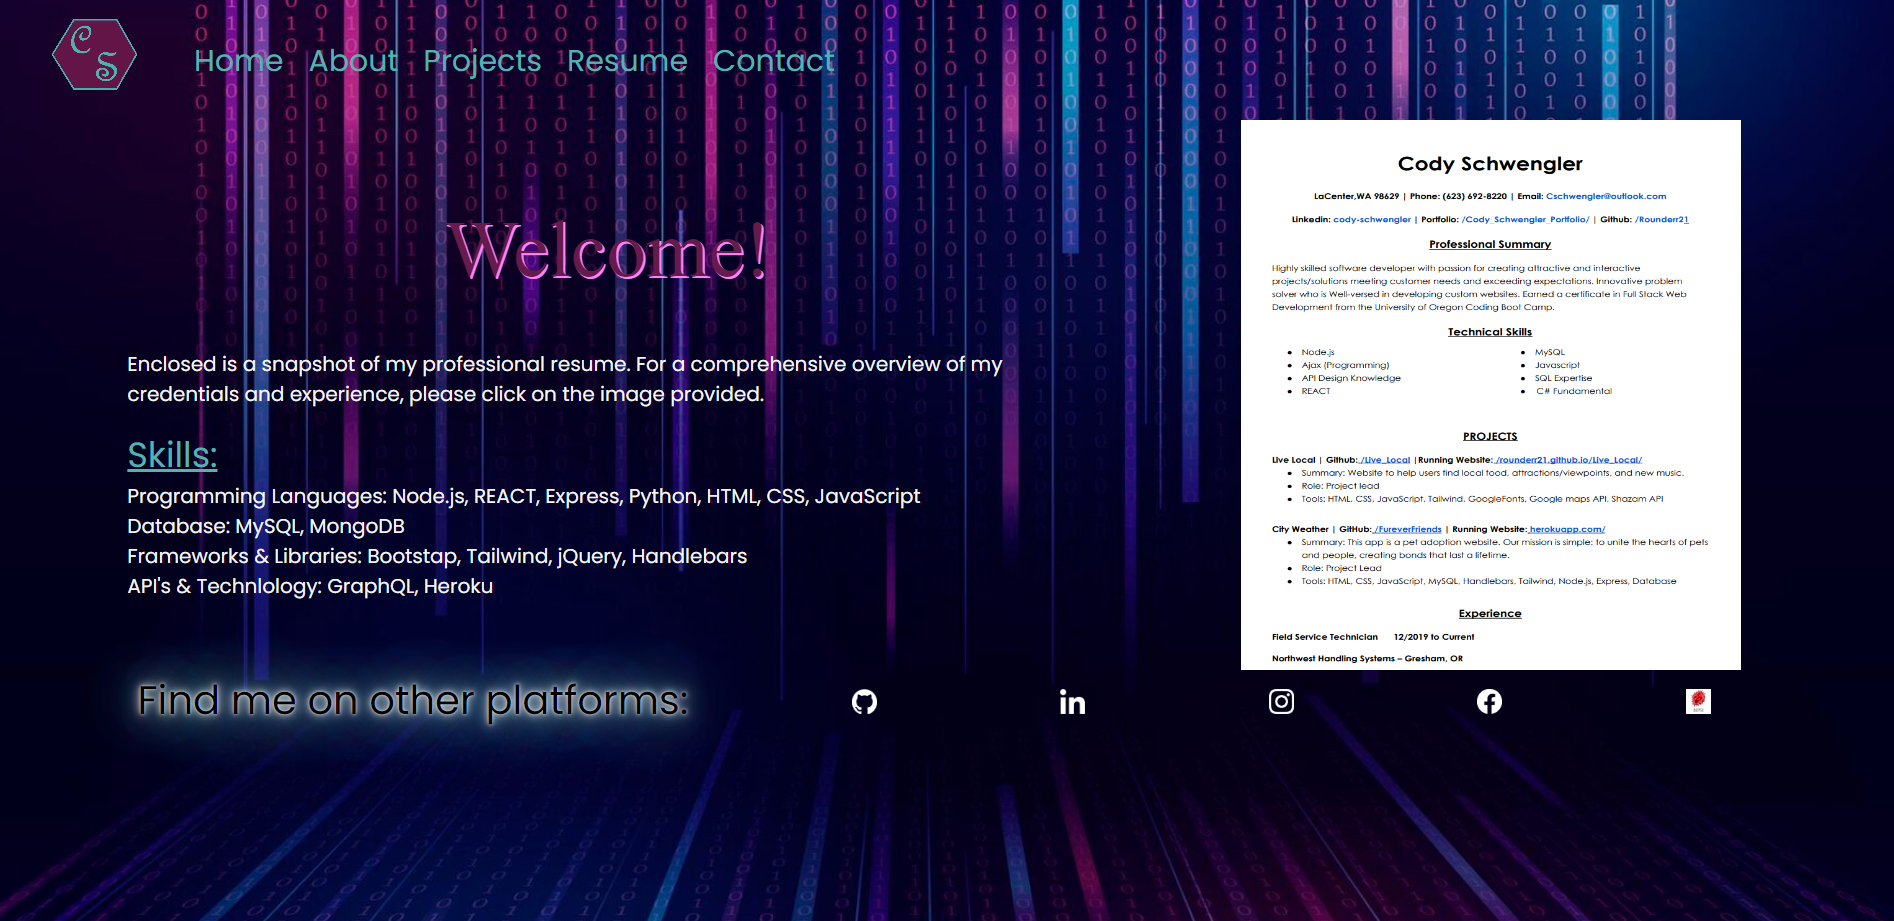 CS
Home About Projects Resume Contact
Welcome!
Enclosed is a snapshot of my professional resume. For a comprehensive overview of my
credentials and experience, please click on the image provided.
Skills:
Programming Languages: Node.js, REACT, Express, Python, HTML, CSS, JavaScript
Database: MySQL, MongoDB
Frameworks & Libraries: Bootstap, Tailwind, jQuery, Handlebars
API's & Technlology: GraphQL, Heroku
Cody Schwengler
LaCenter,WA 98629 | Phone: (623) 692-8220 | Email: Cschwengler@outlook.com
Linkedin: cody-schwengler | Portfolio: /Cody_Schwengler_Portfolio/ | Github: /Rounderr21
Professional Summary
Highly skilled software developer with passion for creating attractive and interactive
projects/solutions meeting customer needs and exceeding expectations. Innovative problem
solver who is Well-versed in developing custom websites. Earned a certificate in Full Stack Web
Development from the University of Oregon Coding Boot Camp.
Technical Skills
• Node.js
• Ajax (Programming)
• API Design Knowledge
• REACT
• MySQL
• Javascript
• SQL Expertise
• C# Fundamental
PROJECTS
Live Local | Github: /Live_Local |Running Website: /rounderr21.github.io/Live_Local/
• Summary: Website to help users find local food, attractions/viewpoints, and new music.
• Role: Project lead
• Tools: HTML, CSS, JavaScript, Tailwind, GoogleFonts, Google maps API, Shazam API
City Weather | GitHub: /FureverFriends | Running Website: herokuapp.com/
• Summary: This app is a pet adoption website. Our mission is simple: to unite the hearts of pets
and people, creating bonds that last a lifetime.
• Role: Project Lead
• Tools: HTML, CSS, JavaScript, MySQL, Handlebars, Tailwind, Node.js, Express, Database
Experience
Field Service Technician 12/2019 to Current
Northwest Handling Systems – Gresham, OR
Find me on other platforms: